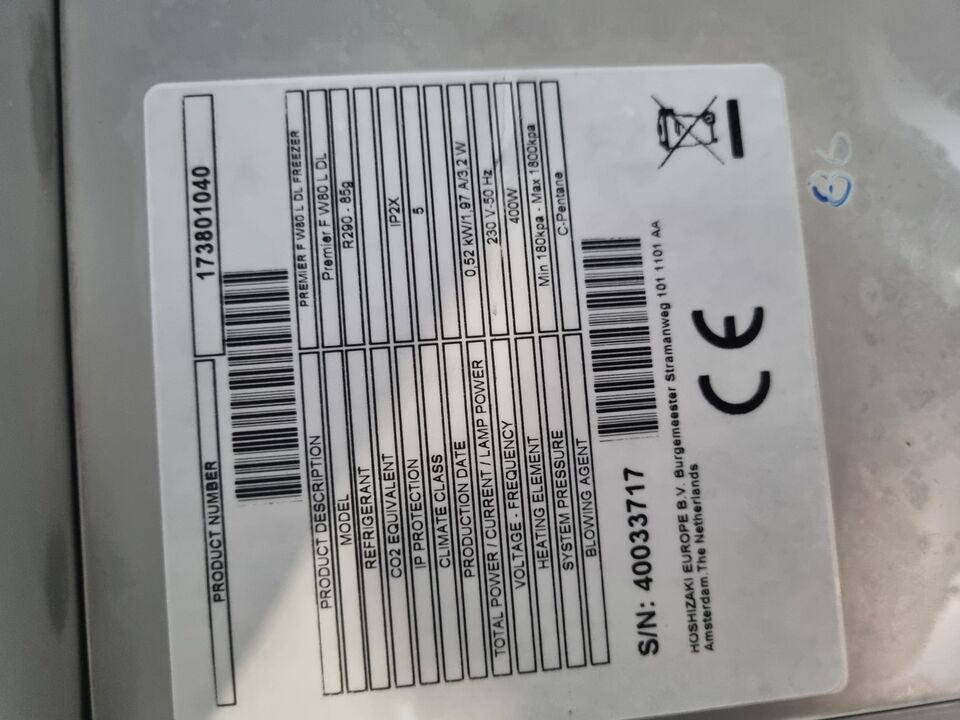 PRODUCT NUMBER 173801040
PRODUCT DESCRIPTION PREMIER F W80 L DL FREEZER
MODEL Premier F W80 L DL
REFRIGERANT R290 - 85g
CO2 EQUIVALENT
IP PROTECTION IP2X
CLIMATE CLASS 5
PRODUCTION DATE
TOTAL POWER / CURRENT / LAMP POWER 0,52 kW/1,97 A/3,2 W
VOLTAGE - FREQUENCY 230 V-50 Hz
HEATING ELEMENT 400W
SYSTEM PRESSURE Min 180kpa - Max 1800kpa
BLOWING AGENT C-Pentane
S/N: 40033717
HOSHIZAKI EUROPE B.V. Burgemeester Stramanweg 101 1101 AA
Amsterdam.The Netherlands
CE